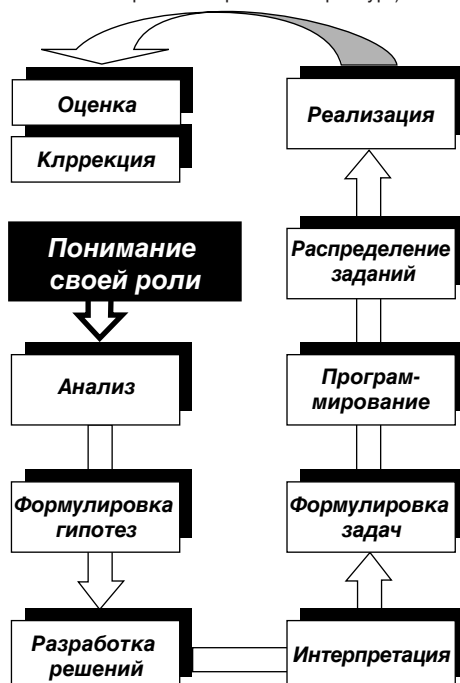 Оценка
Клррекция
Понимание
своей роли
Анализ
Формулировка
гипотез
Разработка
решений
Реализация
Распределение
заданий
Програм-
мирование
Формулировка
задач
Интерпретация